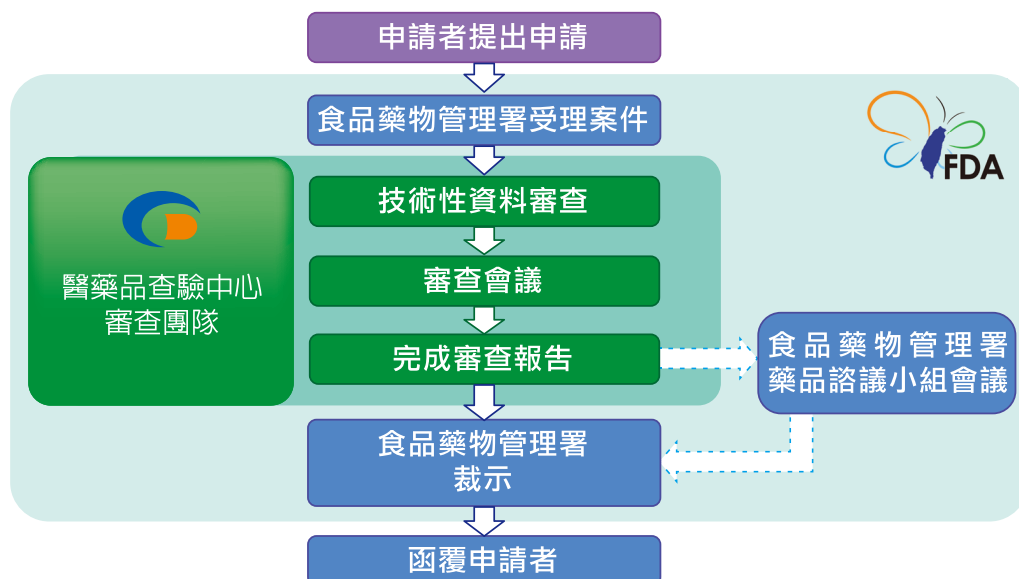 申請者提出申請
食品藥物管理署受理案件
FDA
技術性資料審查
醫藥品查驗中心
審查團隊
審查會議
完成審查報告
食品藥物管理署
藥品諮議小組會議
食品藥物管理署
裁示
函覆申請者